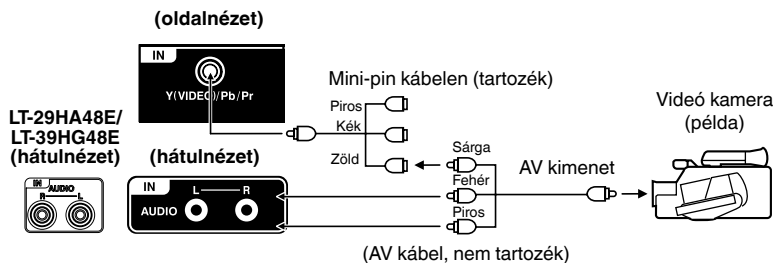 (oldalnézet)
IN
Y(VIDEO)/Pb/Pr
Mini-pin kábelen (tartozék)
Piros
Kék
Zöld
Videó kamera
(példa)
LT-29HA48E/
LT-39HG48E
(hátulnézet)
(hátulnézet)
Sárga
Fehér
Piros
AV kimenet
IN
AUDIO
R L
IN
L R
AUDIO
(AV kábel, nem tartozék)